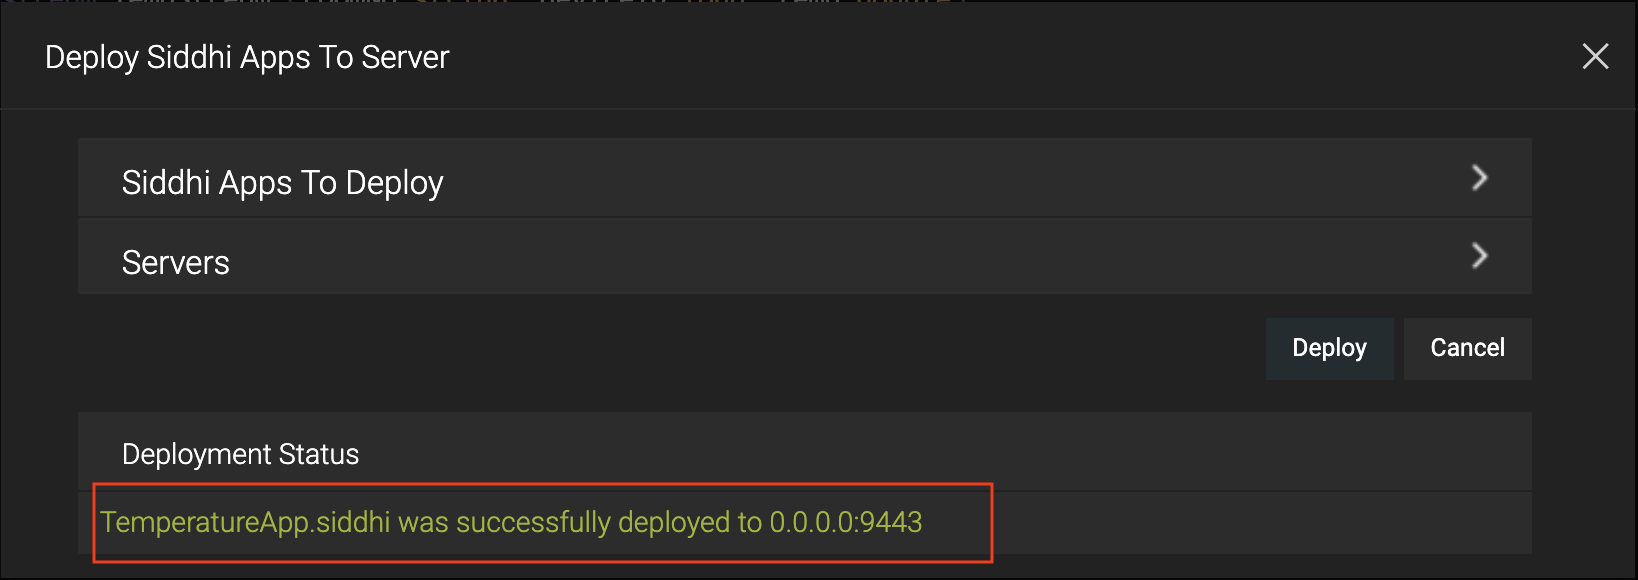 Deploy Siddhi Apps To Server
Siddhi Apps To Deploy
Servers
Deploy Cancel
Deployment Status
TemperatureApp.siddhi was successfully deployed to 0.0.0.0:9443